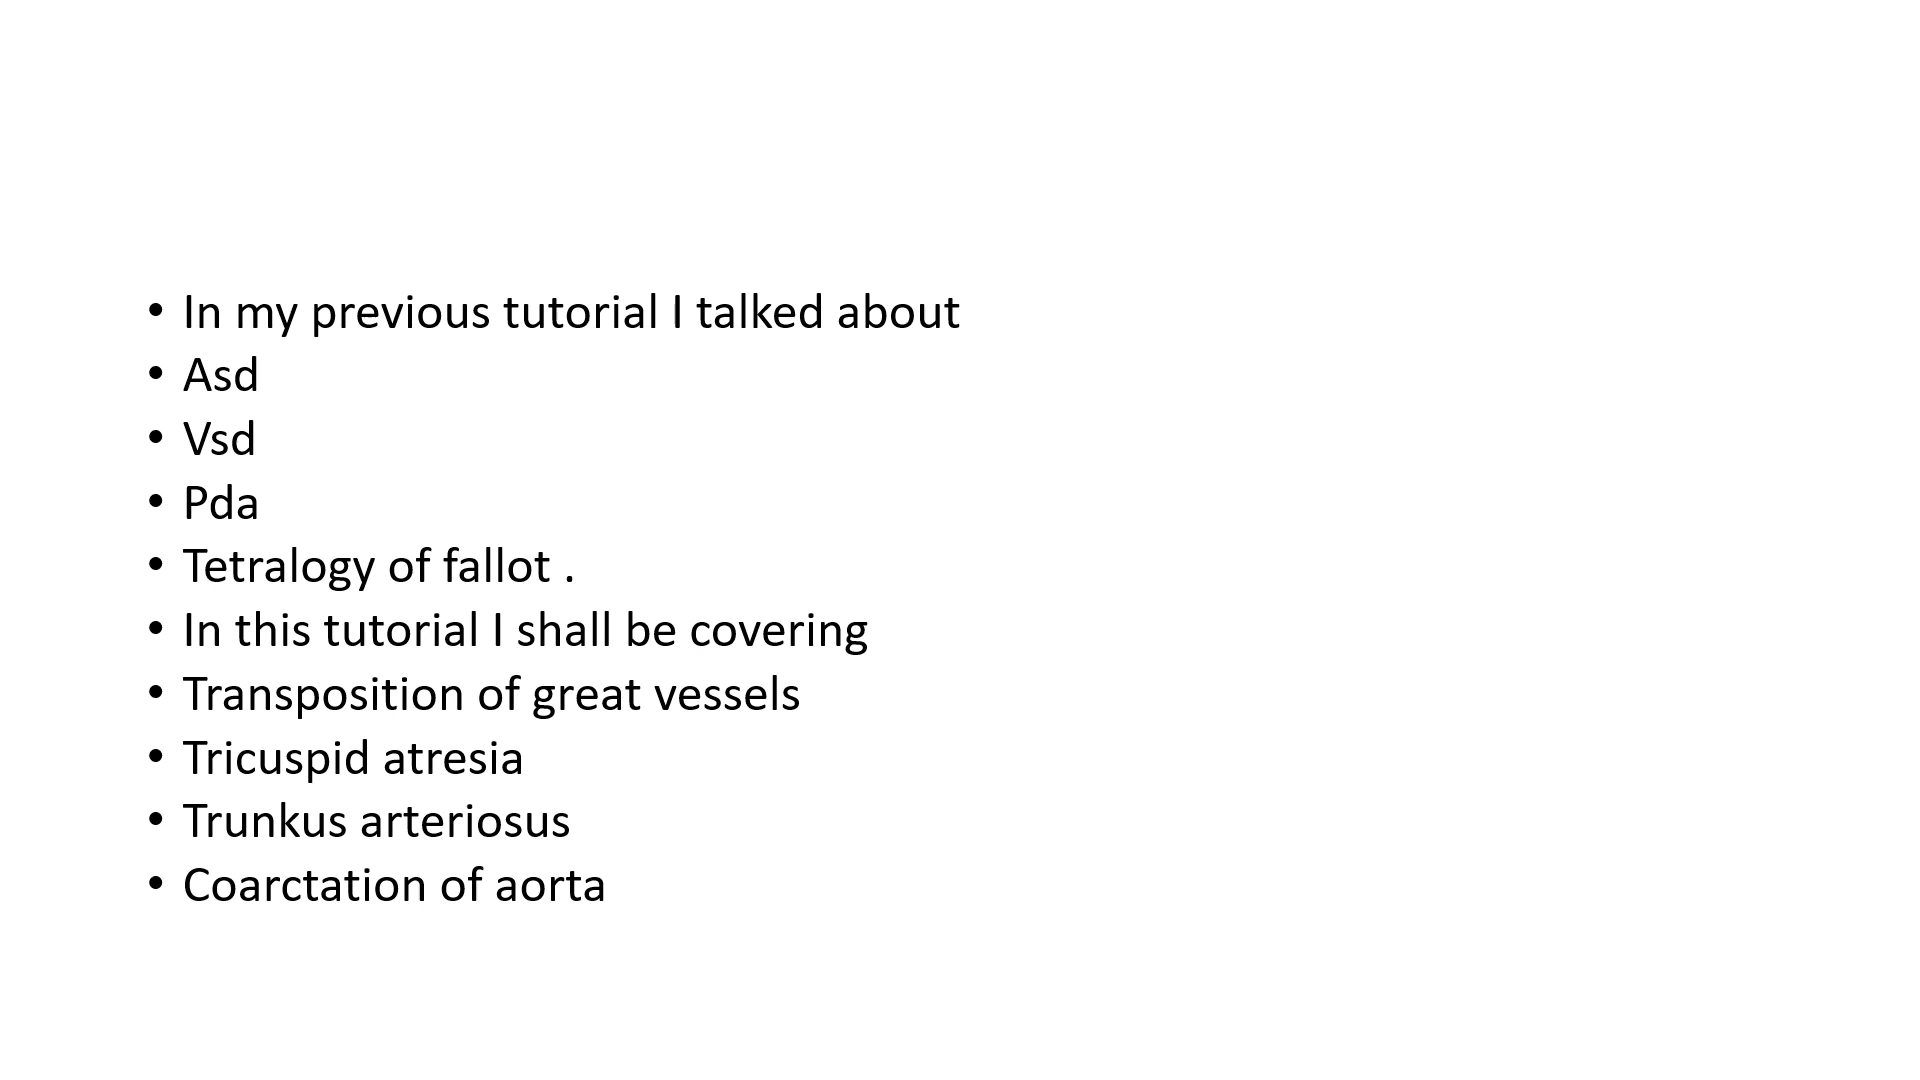 • In my previous tutorial I talked about
• Asd
• Vsd
• Pda
• Tetralogy of fallot .
• In this tutorial I shall be covering
• Transposition of great vessels
• Tricuspid atresia
• Trunkus arteriosus
• Coarctation of aorta